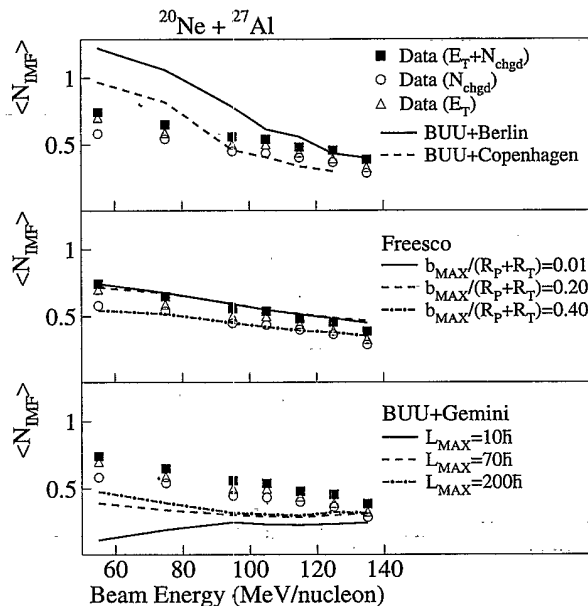 ²⁰Ne + ²⁷Al
<N_IMF>
1
0.5
■ Data (E_T+N_chgd)
○ Data (N_chgd)
△ Data (E_T)
BUU+Berlin
BUU+Copenhagen
<N_IMF>
1
0.5
Freesco
b_MAX/(R_P+R_T)=0.01
b_MAX/(R_P+R_T)=0.20
b_MAX/(R_P+R_T)=0.40
<N_IMF>
1
0.5
BUU+Gemini
L_MAX=10ħ
L_MAX=70ħ
L_MAX=200ħ
60 80 100 120 140
Beam Energy (MeV/nucleon)